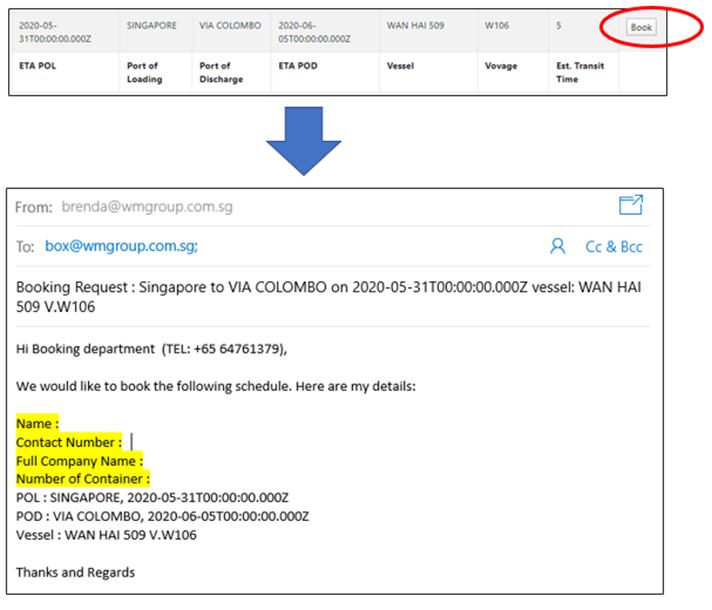 2020-05- SINGAPORE VIA COLOMBO 2020-06- WAN HAI 509 W106 5 Book
31T00:00:00.000Z 05T00:00:00.000Z
ETA POL Port of Port of ETA POD Vessel Vovage Est. Transit
Loading Discharge Time
From: brenda@wmgroup.com.sg
To: box@wmgroup.com.sg; Cc & Bcc
Booking Request : Singapore to VIA COLOMBO on 2020-05-31T00:00:00.000Z vessel: WAN HAI
509 V.W106
Hi Booking department (TEL: +65 64761379),
We would like to book the following schedule. Here are my details:
Name :
Contact Number :
Full Company Name :
Number of Container :
POL : SINGAPORE, 2020-05-31T00:00:00.000Z
POD : VIA COLOMBO, 2020-06-05T00:00:00.000Z
Vessel : WAN HAI 509 V.W106
Thanks and Regards